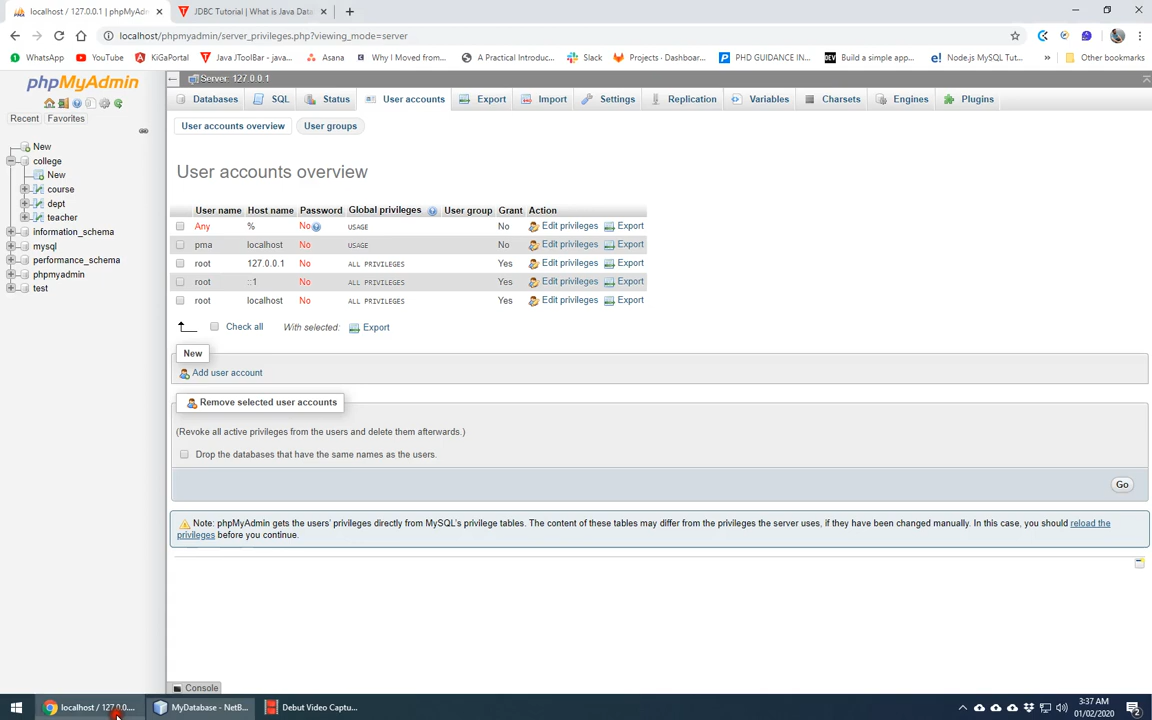 localhost / 127.0.0.1 | phpMyAdm
JDBC Tutorial | What is Java Data
localhost/phpmyadmin/server_privileges.php?viewing_mode=server
WhatsApp YouTube KiGaPortal Java JToolBar - java... Asana Why I Moved from... A Practical Introduc... Slack Projects · Dashboar... PHD GUIDANCE IN... Build a simple app... Node.js MySQL Tut... » Other bookmarks
phpMyAdmin
Recent Favorites
New
college
New
course
dept
teacher
information_schema
mysql
performance_schema
phpmyadmin
test
Server: 127.0.0.1
Databases SQL Status User accounts Export Import Settings Replication Variables Charsets Engines Plugins
User accounts overview User groups
User accounts overview
User name Host name Password Global privileges User group Grant Action
Any % No USAGE No Edit privileges Export
pma localhost No USAGE No Edit privileges Export
root 127.0.0.1 No ALL PRIVILEGES Yes Edit privileges Export
root ::1 No ALL PRIVILEGES Yes Edit privileges Export
root localhost No ALL PRIVILEGES Yes Edit privileges Export
Check all With selected: Export
New
Add user account
Remove selected user accounts
(Revoke all active privileges from the users and delete them afterwards.)
Drop the databases that have the same names as the users.
Go
Note: phpMyAdmin gets the users' privileges directly from MySQL's privilege tables. The content of these tables may differ from the privileges the server uses, if they have been changed manually. In this case, you should reload the
privileges before you continue.
Console
localhost / 127.0.0.... MyDatabase - NetB... Debut Video Captu...
3:37 AM
01/02/2020
2